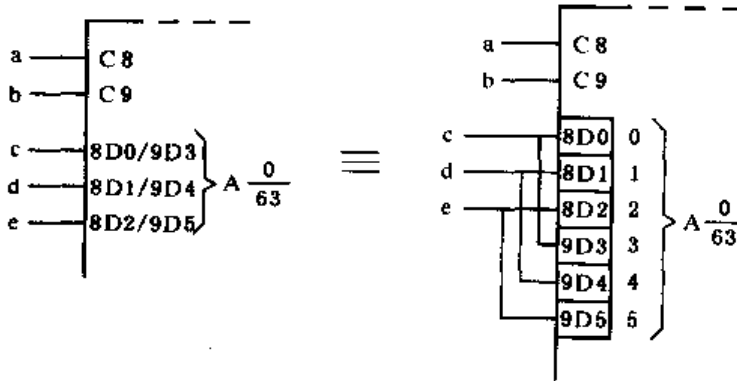 a C8
b C9
c 8D0/9D3
d 8D1/9D4
e 8D2/9D5
A 0/63
≡
a C8
b C9
c 8D0 0
d 8D1 1
e 8D2 2
9D3 3
9D4 4
9D5 5
A 0/63